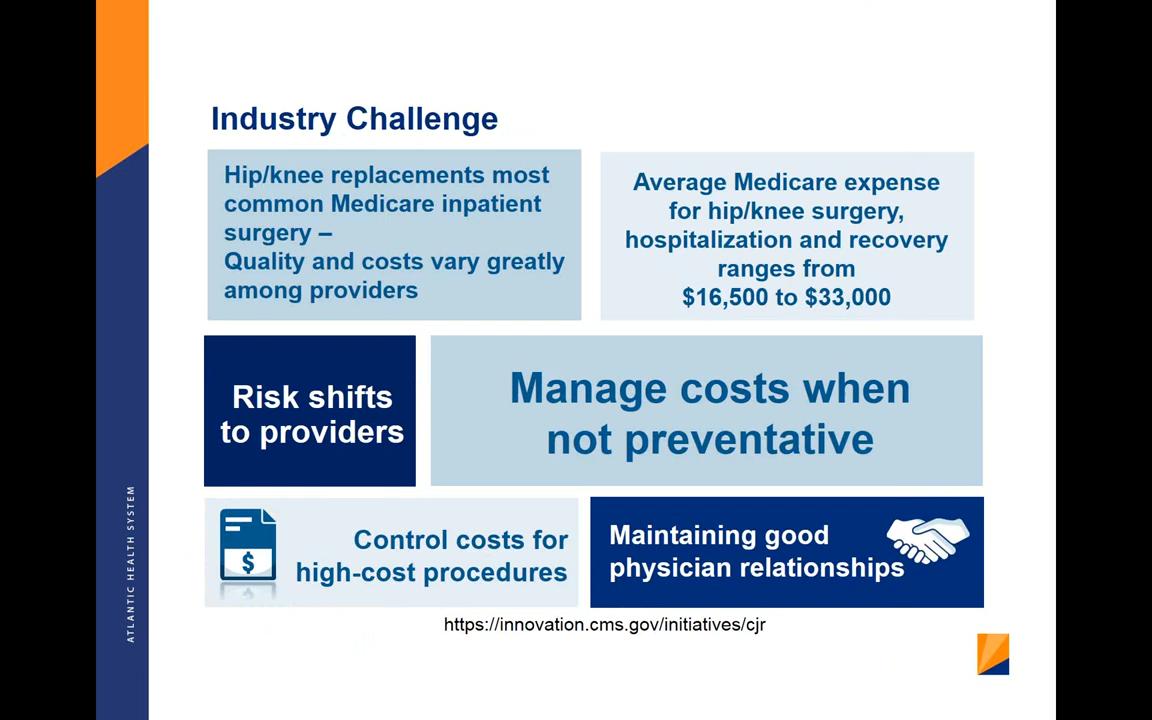 Industry Challenge
Hip/knee replacements most
common Medicare inpatient
surgery –
Quality and costs vary greatly
among providers
Average Medicare expense
for hip/knee surgery,
hospitalization and recovery
ranges from
$16,500 to $33,000
Risk shifts
to providers
Manage costs when
not preventative
$
Control costs for
high-cost procedures
Maintaining good
physician relationships
https://innovation.cms.gov/initiatives/cjr
ATLANTIC HEALTH SYSTEM